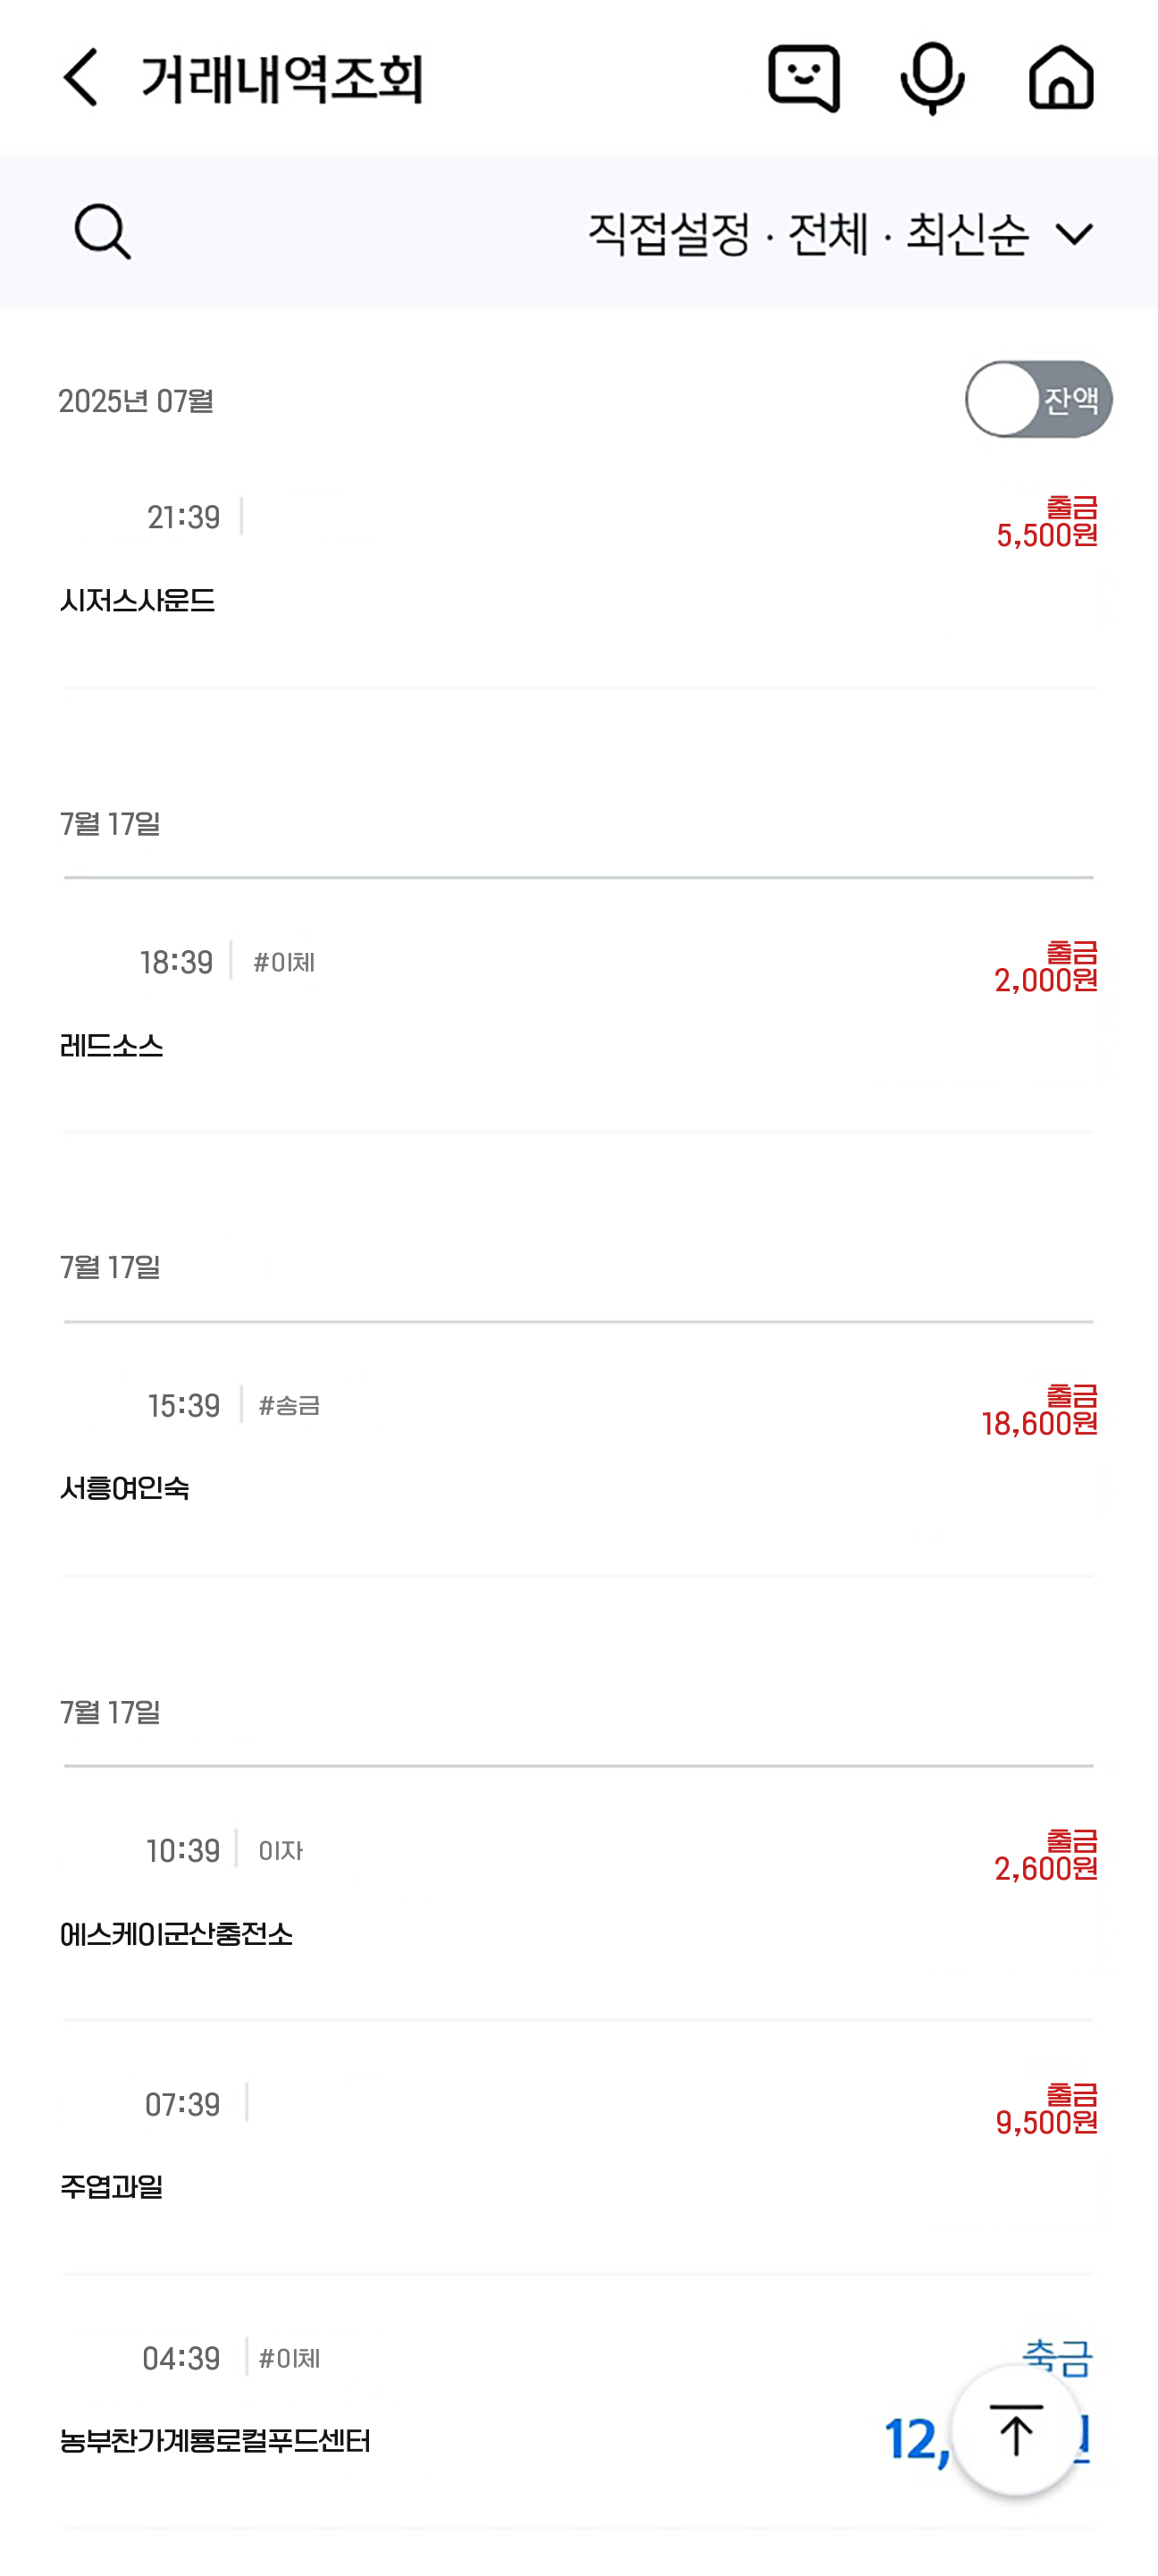 거래내역조회
직접설정 · 전체 · 최신순
2025년 07월 잔액
21:39 출금
5,500원
시저스사운드
7월 17일
18:39 #이체 출금
2,000원
레드소스
7월 17일
15:39 #송금 출금
18,600원
서흥여인숙
7월 17일
10:39 이자 출금
2,600원
에스케이군산충전소
07:39 출금
9,500원
주엽과일
04:39 #이체
농부찬가계룡로컬푸드센터 12,